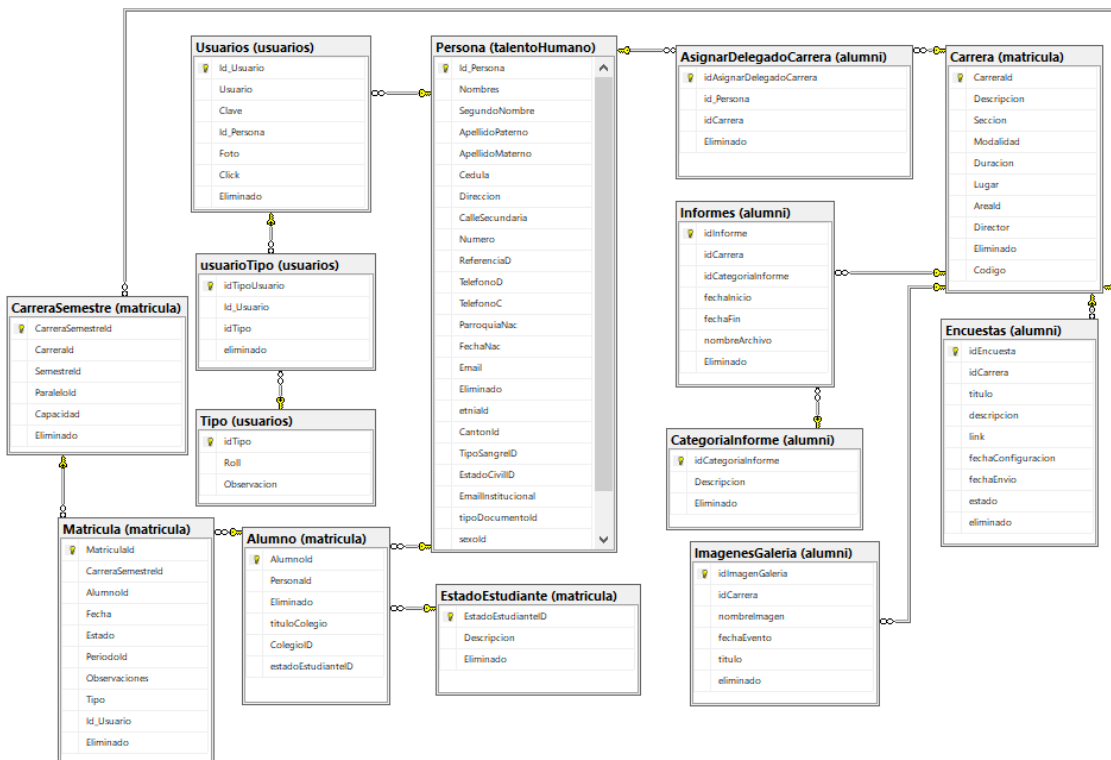 Usuarios (usuarios)
Id_Usuario
Usuario
Clave
Id_Persona
Foto
Click
Eliminado
Persona (talentoHumano)
Id_Persona
Nombres
SegundoNombre
ApellidoPaterno
ApellidoMaterno
Cedula
Direccion
CalleSecundaria
Numero
ReferenciaD
TelefonoD
TelefonoC
ParroquiaNac
FechaNac
Email
Eliminado
etniaId
CantonId
TipoSangreID
EstadoCivilID
EmailInstitucional
tipoDocumentoId
sexoId
AsignarDelegadoCarrera (alumni)
idAsignarDelegadoCarrera
id_Persona
idCarrera
Eliminado
Carrera (matricula)
CarreraId
Descripcion
Seccion
Modalidad
Duracion
Lugar
AreaId
Director
Eliminado
Codigo
Informes (alumni)
idInforme
idCarrera
idCategoriaInforme
fechaInicio
fechaFin
nombreArchivo
Eliminado
usuarioTipo (usuarios)
idTipoUsuario
Id_Usuario
idTipo
eliminado
CarreraSemestre (matricula)
CarreraSemestreId
CarreraId
SemestreId
ParaleloId
Capacidad
Eliminado
Encuestas (alumni)
idEncuesta
idCarrera
titulo
descripcion
link
fechaConfiguracion
fechaEnvio
estado
eliminado
Tipo (usuarios)
idTipo
Roll
Observacion
CategoriaInforme (alumni)
idCategoriaInforme
Descripcion
Eliminado
Matricula (matricula)
MatriculaId
CarreraSemestreId
AlumnoId
Fecha
Estado
PeriodoId
Observaciones
Tipo
Id_Usuario
Eliminado
Alumno (matricula)
AlumnoId
PersonaId
Eliminado
tituloColegio
ColegioID
estadoEstudianteID
EstadoEstudiante (matricula)
EstadoEstudianteID
Descripcion
Eliminado
ImagenesGaleria (alumni)
idImagenGaleria
idCarrera
nombreImagen
fechaEvento
titulo
eliminado